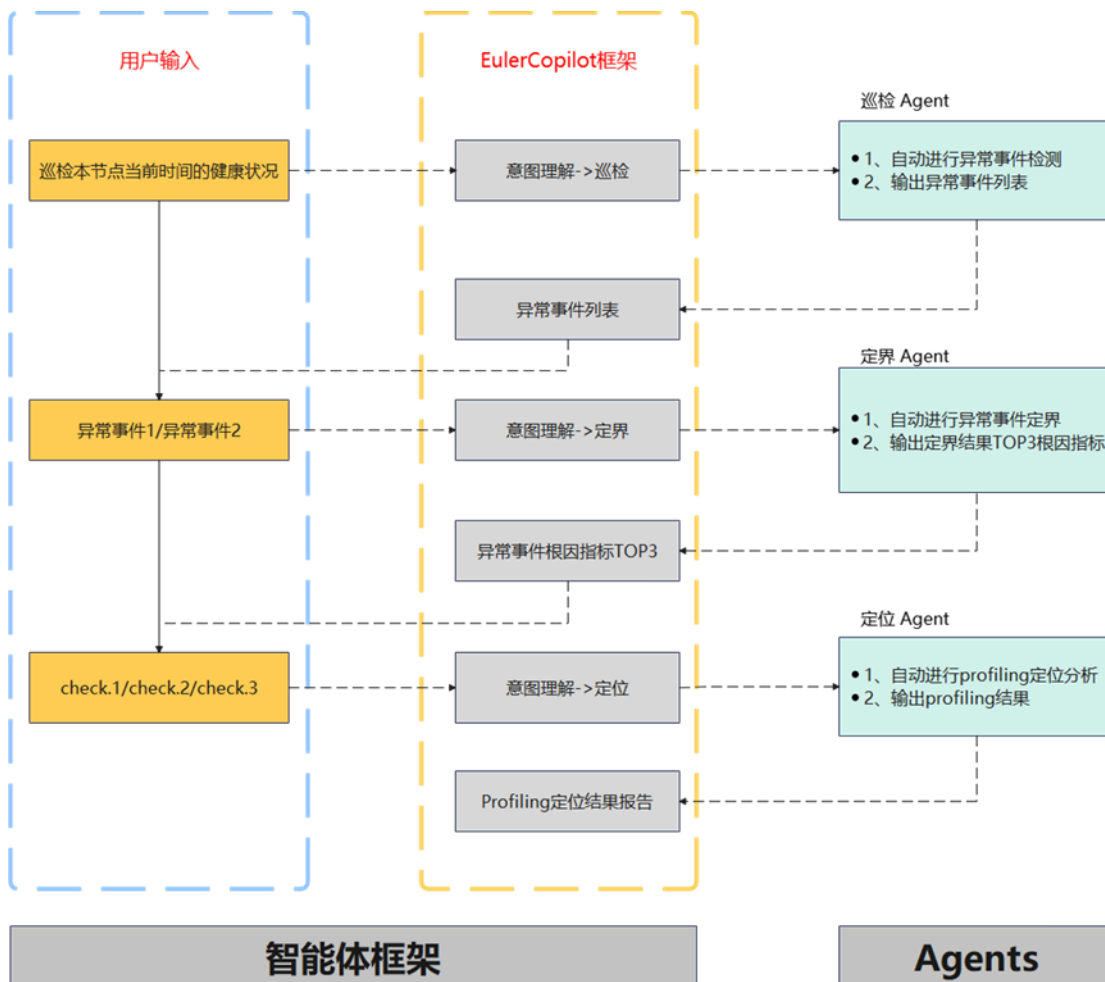 用户输入
EulerCopilot框架
巡检 Agent
巡检本节点当前时间的健康状况
意图理解->巡检
● 1、自动进行异常事件检测
● 2、输出异常事件列表
异常事件列表
定界 Agent
异常事件1/异常事件2
意图理解->定界
● 1、自动进行异常事件定界
● 2、输出定界结果TOP3根因指标
异常事件根因指标TOP3
定位 Agent
check.1/check.2/check.3
意图理解->定位
● 1、自动进行profiling定位分析
● 2、输出profiling结果
Profiling定位结果报告
智能体框架
Agents